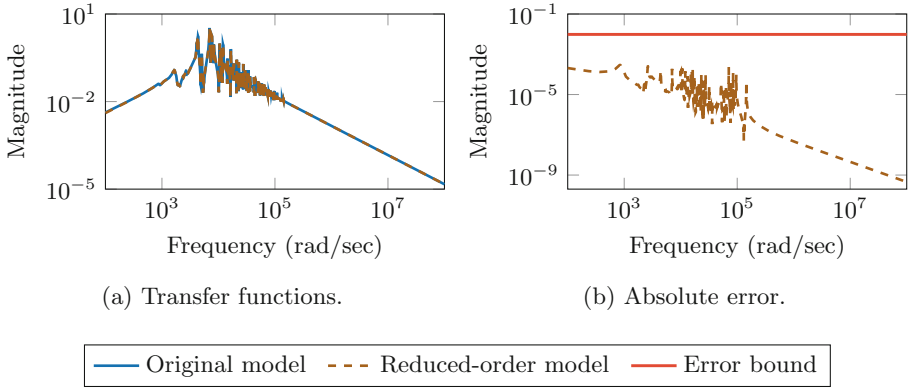 10^1
10^−2
10^−5
Magnitude
10^3 10^5 10^7
Frequency (rad/sec)
(a) Transfer functions.
10^−1
10^−5
10^−9
Magnitude
10^3 10^5 10^7
Frequency (rad/sec)
(b) Absolute error.
Original model Reduced-order model Error bound